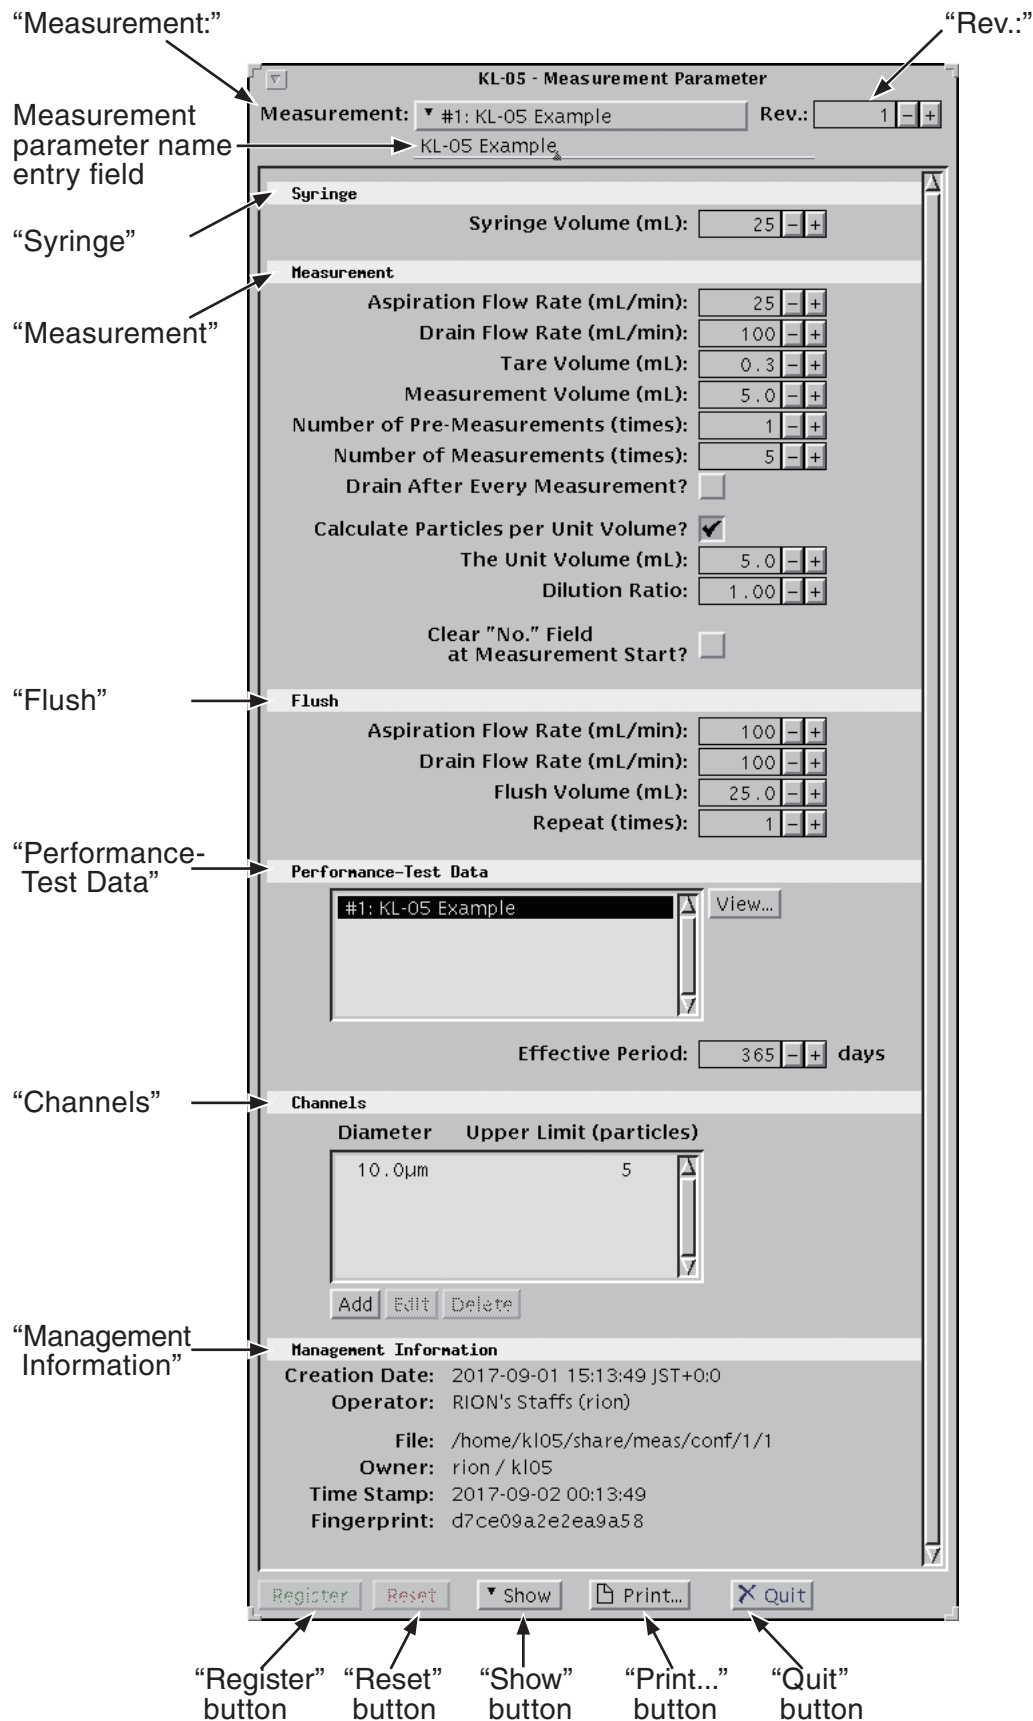 “Measurement:”
“Rev.:”
KL-05 - Measurement Parameter
Measurement: #1: KL-05 Example Rev.: 1 - +
Measurement
parameter name
entry field
KL-05 Example
Syringe
“Syringe”
Syringe Volume (mL): 25 - +
Measurement
“Measurement”
Aspiration Flow Rate (mL/min): 25 - +
Drain Flow Rate (mL/min): 100 - +
Tare Volume (mL): 0.3 - +
Measurement Volume (mL): 5.0 - +
Number of Pre-Measurements (times): 1 - +
Number of Measurements (times): 5 - +
Drain After Every Measurement?
Calculate Particles per Unit Volume?
The Unit Volume (mL): 5.0 - +
Dilution Ratio: 1.00 - +
Clear "No." Field
at Measurement Start?
“Flush”
Flush
Aspiration Flow Rate (mL/min): 100 - +
Drain Flow Rate (mL/min): 100 - +
Flush Volume (mL): 25.0 - +
Repeat (times): 1 - +
“Performance-
Test Data”
Performance-Test Data
#1: KL-05 Example
View...
Effective Period: 365 - + days
“Channels”
Channels
Diameter Upper Limit (particles)
10.0µm 5
Add Edit Delete
“Management
Information”
Management Information
Creation Date: 2017-09-01 15:13:49 JST+0:0
Operator: RION's Staffs (rion)
File: /home/kl05/share/meas/conf/1/1
Owner: rion / kl05
Time Stamp: 2017-09-02 00:13:49
Fingerprint: d7ce09a2e2ea9a58
Register Reset Show Print... Quit
“Register”
button
“Reset”
button
“Show”
button
“Print...”
button
“Quit”
button